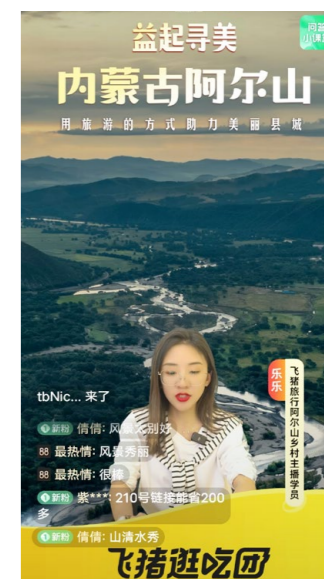 益起寻美
内蒙古阿尔山
用旅游的方式助力美丽县城
tbNic... 来了
新粉 倩倩: 风景太别好
88 最热情: 风景秀丽
88 最热情: 很棒
新粉 紫***: 210号链接能省200
多
新粉 倩倩: 山清水秀
乐乐
飞猪旅行阿尔山乡村主播学员
飞猪逛吃团